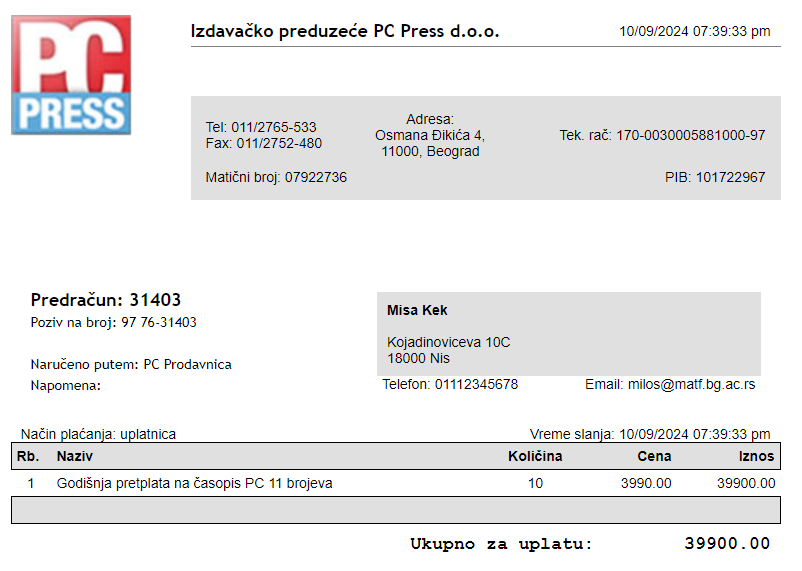 PC
PRESS
Izdavačko preduzeće PC Press d.o.o.
10/09/2024 07:39:33 pm
Tel: 011/2765-533
Fax: 011/2752-480
Matični broj: 07922736
Adresa:
Osmana Đikića 4,
11000, Beograd
Tek. rač: 170-0030005881000-97
PIB: 101722967
Predračun: 31403
Poziv na broj: 97 76-31403
Naručeno putem: PC Prodavnica
Napomena:
Misa Kek
Kojadinoviceva 10C
18000 Nis
Telefon: 01112345678 Email: milos@matf.bg.ac.rs
Način plaćanja: uplatnica Vreme slanja: 10/09/2024 07:39:33 pm
Rb. Naziv Količina Cena Iznos
1 Godišnja pretplata na časopis PC 11 brojeva 10 3990.00 39900.00
Ukupno za uplatu: 39900.00